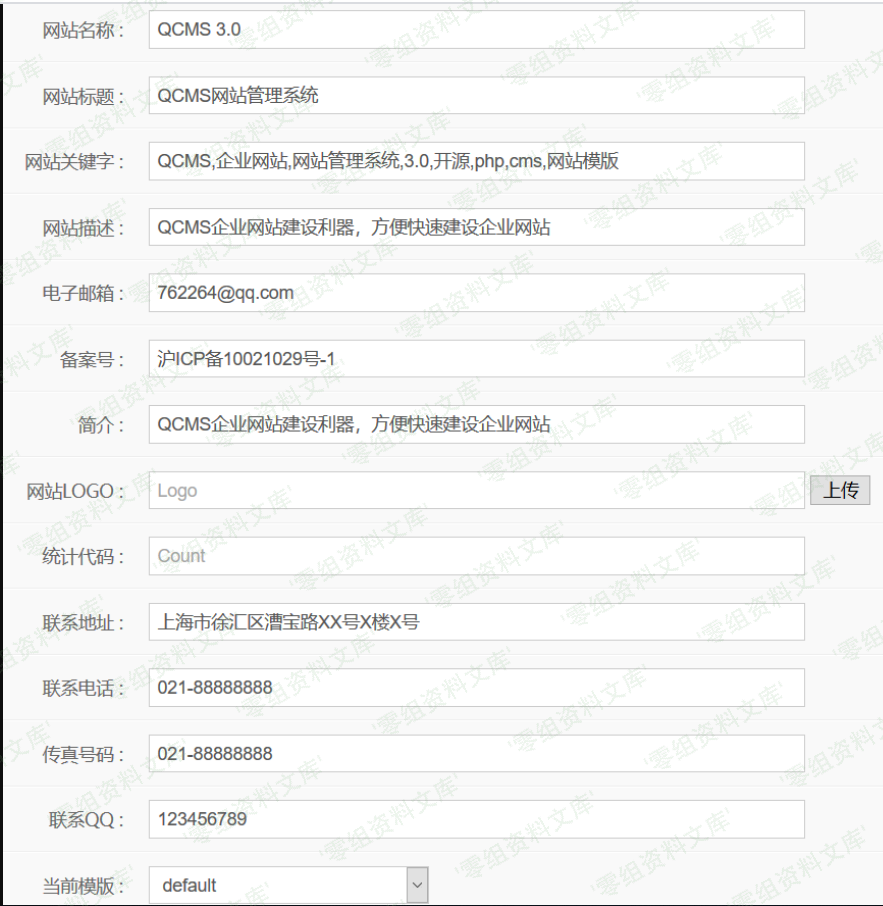 网站名称： QCMS 3.0
网站标题： QCMS网站管理系统
网站关键字： QCMS,企业网站,网站管理系统,3.0,开源,php,cms,网站模版
网站描述： QCMS企业网站建设利器，方便快速建设企业网站
电子邮箱： 762264@qq.com
备案号： 沪ICP备10021029号-1
简介： QCMS企业网站建设利器，方便快速建设企业网站
网站LOGO： Logo 上传
统计代码： Count
联系地址： 上海市徐汇区漕宝路XX号X楼X号
联系电话： 021-88888888
传真号码： 021-88888888
联系QQ： 123456789
当前模版： default
'零组资料文库'